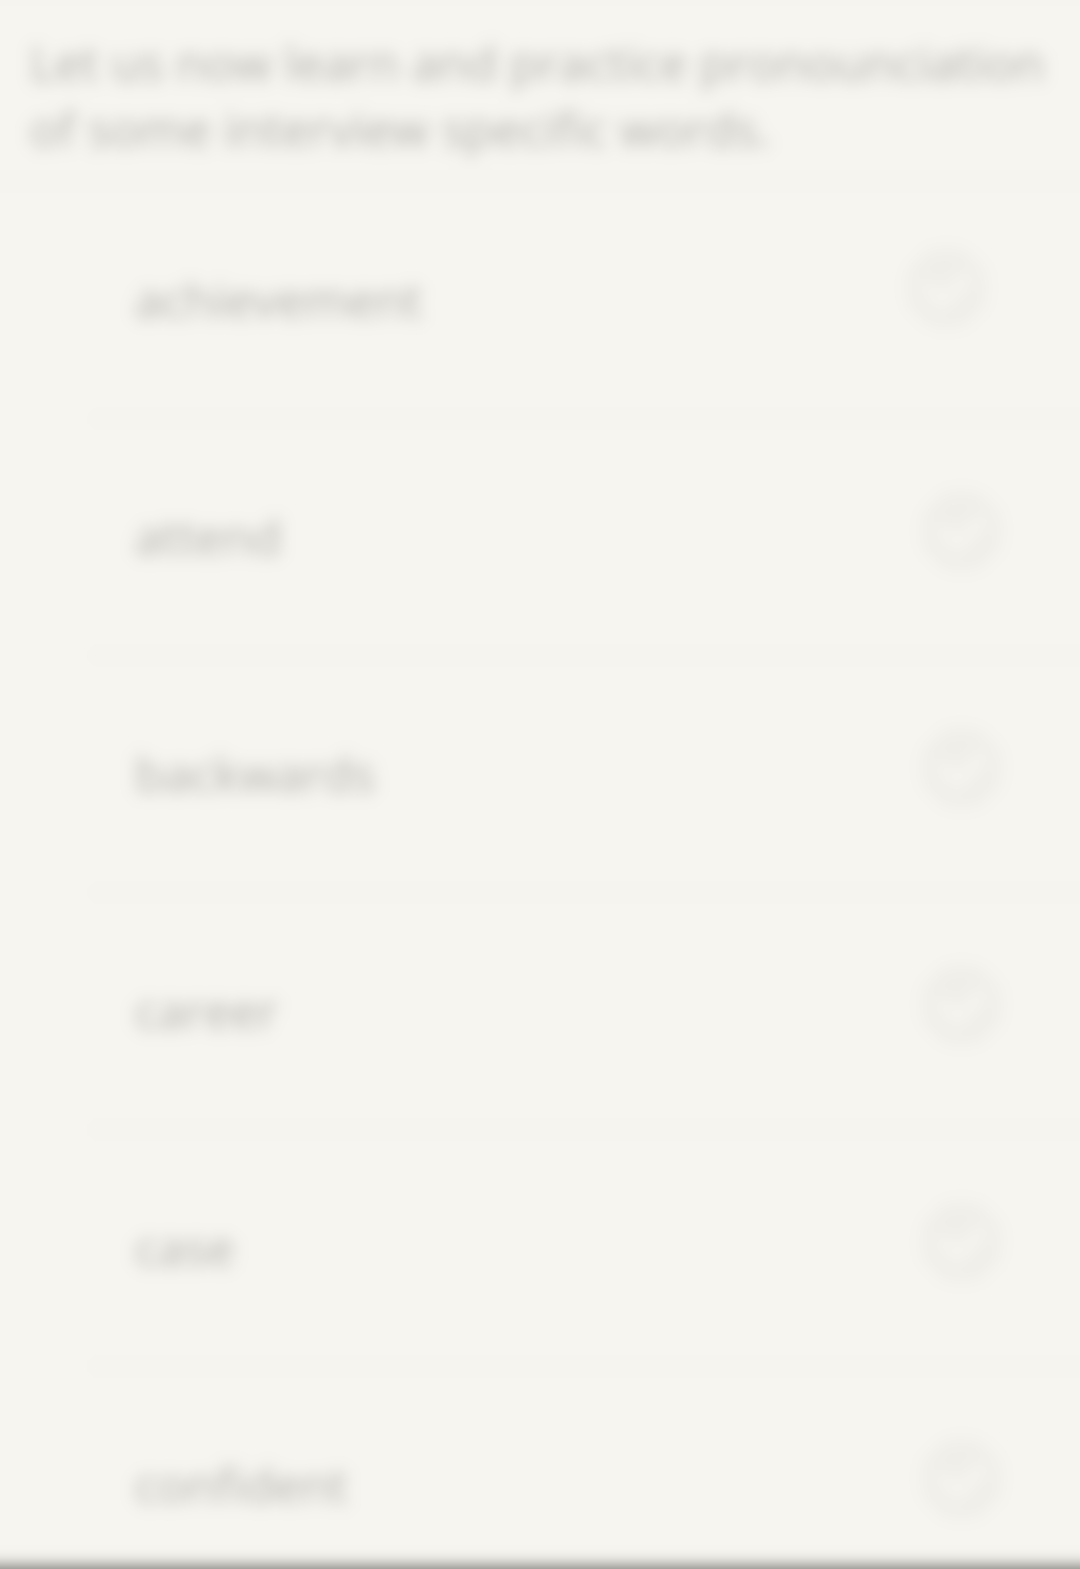 Let us now learn and practice pronounciation
of some interview specific words.
achievement
attend
backwards
career
case
confident